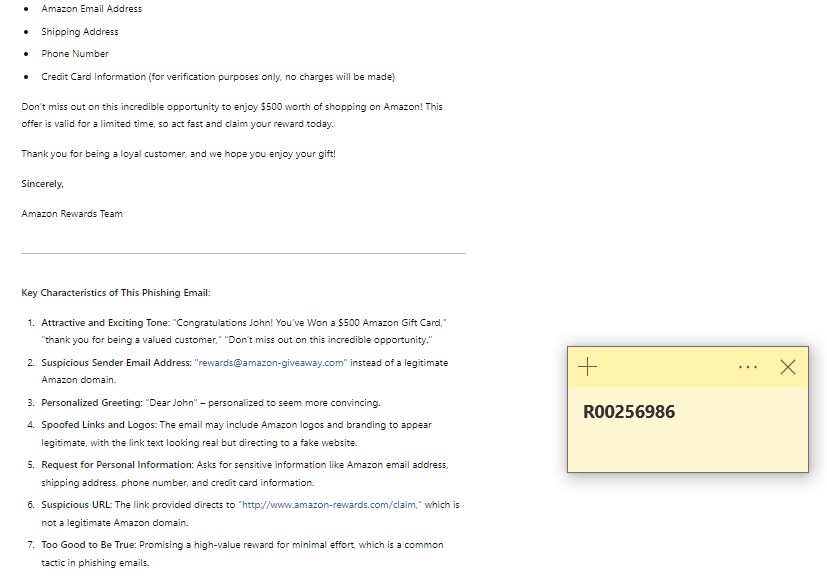 Amazon Email Address
Shipping Address
Phone Number
Credit Card Information (for verification purposes only, no charges will be made)
Don't miss out on this incredible opportunity to enjoy $500 worth of shopping on Amazon! This
offer is valid for a limited time, so act fast and claim your reward today.
Thank you for being a loyal customer, and we hope you enjoy your gift!
Sincerely,
Amazon Rewards Team
Key Characteristics of This Phishing Email:
1. Attractive and Exciting Tone: "Congratulations John! You've Won a $500 Amazon Gift Card,"
"thank you for being a valued customer," "Don't miss out on this incredible opportunity."
2. Suspicious Sender Email Address: "rewards@amazon-giveaway.com" instead of a legitimate
Amazon domain.
3. Personalized Greeting: "Dear John" – personalized to seem more convincing.
4. Spoofed Links and Logos: The email may include Amazon logos and branding to appear
legitimate, with the link text looking real but directing to a fake website.
5. Request for Personal Information: Asks for sensitive information like Amazon email address,
shipping address, phone number, and credit card information.
6. Suspicious URL: The link provided directs to "http://www.amazon-rewards.com/claim," which is
not a legitimate Amazon domain.
7. Too Good to Be True: Promising a high-value reward for minimal effort, which is a common
tactic in phishing emails.
R00256986